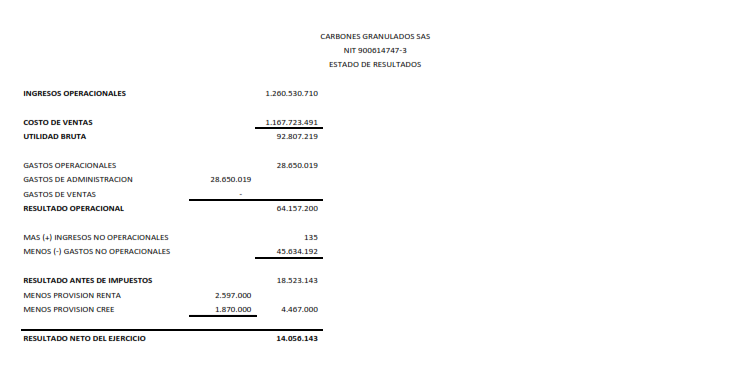 CARBONES GRANULADOS SAS
NIT 900614747-3
ESTADO DE RESULTADOS
INGRESOS OPERACIONALES 1.260.530.710
COSTO DE VENTAS 1.167.723.491
UTILIDAD BRUTA 92.807.219
GASTOS OPERACIONALES 28.650.019
GASTOS DE ADMINISTRACION 28.650.019
GASTOS DE VENTAS -
RESULTADO OPERACIONAL 64.157.200
MAS (+) INGRESOS NO OPERACIONALES 135
MENOS (-) GASTOS NO OPERACIONALES 45.634.192
RESULTADO ANTES DE IMPUESTOS 18.523.143
MENOS PROVISION RENTA 2.597.000
MENOS PROVISION CREE 1.870.000 4.467.000
RESULTADO NETO DEL EJERCICIO 14.056.143